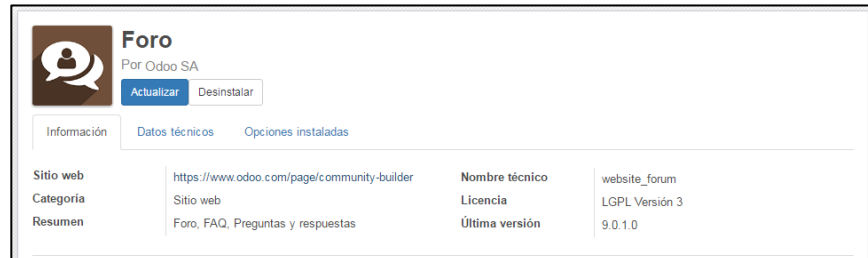 Foro
Por Odoo SA
Actualizar Desinstalar
Información Datos técnicos Opciones instaladas
Sitio web https://www.odoo.com/page/community-builder Nombre técnico website_forum
Categoría Sitio web Licencia LGPL Versión 3
Resumen Foro, FAQ, Preguntas y respuestas Última versión 9.0.1.0